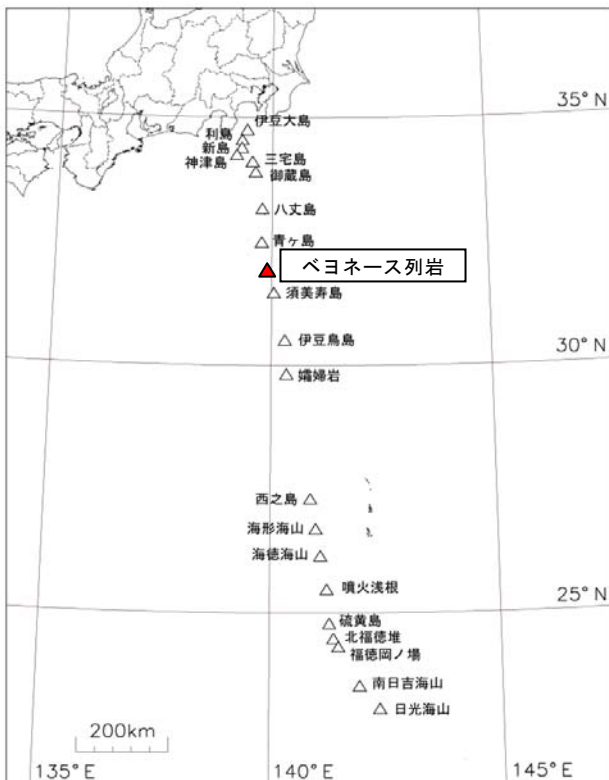 35° N
伊豆大島
利島
新島
神津島
三宅島
御蔵島
八丈島
青ヶ島
ベヨネース列岩
須美寿島
伊豆鳥島
30° N
孀婦岩
西之島
海形海山
海徳海山
噴火浅根
25° N
硫黄島
北福徳堆
福徳岡ノ場
南日吉海山
日光海山
200km
135° E
140° E
145° E